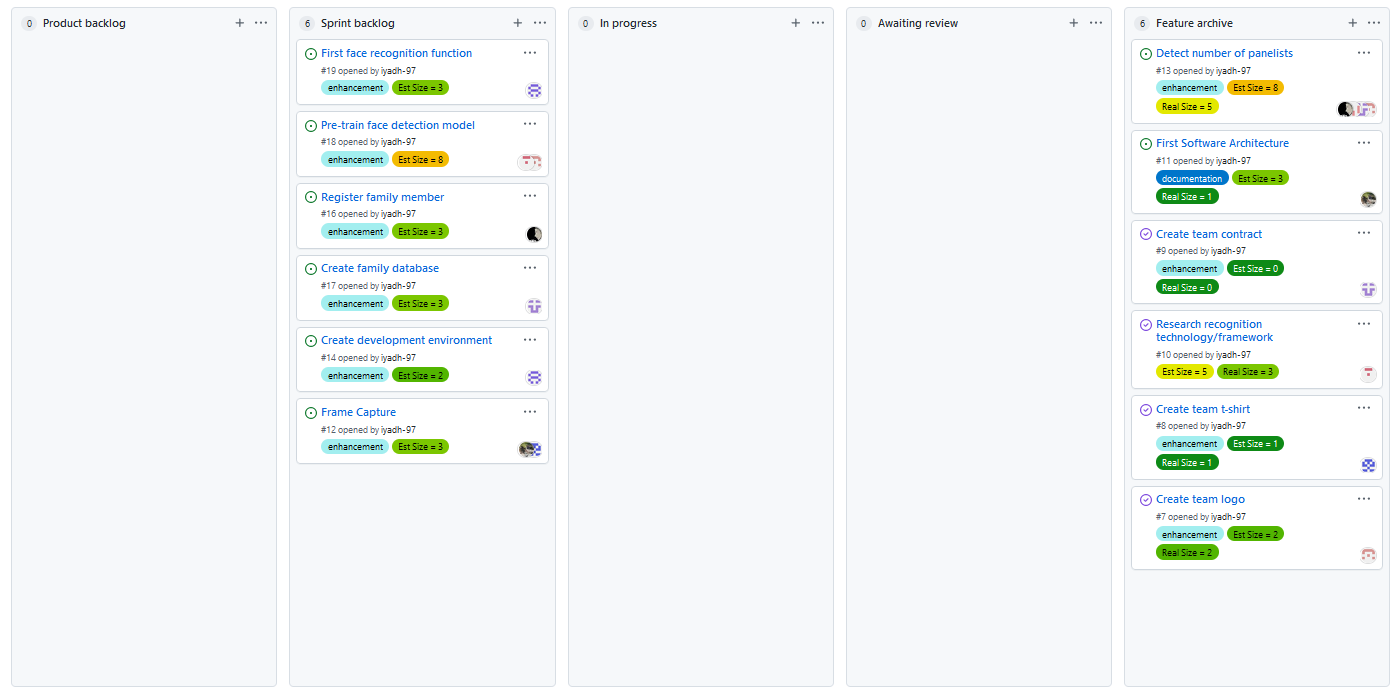 0 Product backlog
6 Sprint backlog
First face recognition function
#19 opened by iyadh-97
enhancement Est Size = 3
Pre-train face detection model
#18 opened by iyadh-97
enhancement Est Size = 8
Register family member
#16 opened by iyadh-97
enhancement Est Size = 3
Create family database
#17 opened by iyadh-97
enhancement Est Size = 3
Create development environment
#14 opened by iyadh-97
enhancement Est Size = 2
Frame Capture
#12 opened by iyadh-97
enhancement Est Size = 3
0 In progress
0 Awaiting review
6 Feature archive
Detect number of panelists
#13 opened by iyadh-97
enhancement Est Size = 8
Real Size = 5
First Software Architecture
#11 opened by iyadh-97
documentation Est Size = 3
Real Size = 1
Create team contract
#9 opened by iyadh-97
enhancement Est Size = 0
Real Size = 0
Research recognition
technology/framework
#10 opened by iyadh-97
Est Size = 5 Real Size = 3
Create team t-shirt
#8 opened by iyadh-97
enhancement Est Size = 1
Real Size = 1
Create team logo
#7 opened by iyadh-97
enhancement Est Size = 2
Real Size = 2